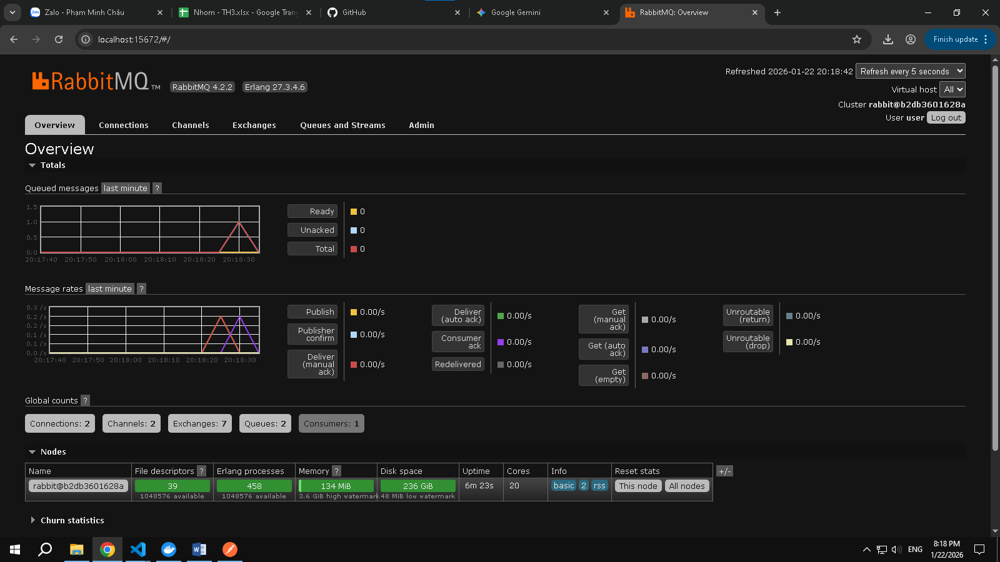 Zalo - Phạm Minh Châu
Nhom - TH3.xlsx - Google Trang
GitHub
Google Gemini
RabbitMQ: Overview
localhost:15672/#/
Finish update
RabbitMQ TM
RabbitMQ 4.2.2
Erlang 27.3.4.6
Refreshed 2026-01-22 20:18:42
Refresh every 5 seconds
Virtual host All
Cluster rabbit@b2db3601628a
User user Log out
Overview Connections Channels Exchanges Queues and Streams Admin
Overview
Totals
Queued messages last minute ?
1.5
1.0
0.5
0.0
20:17:40 20:17:50 20:18:00 20:18:10 20:18:20 20:18:30
Ready 0
Unacked 0
Total 0
Message rates last minute ?
0.3 /s
0.2 /s
0.2 /s
0.1 /s
0.1 /s
0.0 /s
20:17:40 20:17:50 20:18:00 20:18:10 20:18:20 20:18:30
Publish 0.00/s
Publisher confirm 0.00/s
Deliver (manual ack) 0.00/s
Deliver (auto ack) 0.00/s
Consumer ack 0.00/s
Redelivered 0.00/s
Get (manual ack) 0.00/s
Get (auto ack) 0.00/s
Get (empty) 0.00/s
Unroutable (return) 0.00/s
Unroutable (drop) 0.00/s
Global counts ?
Connections: 2 Channels: 2 Exchanges: 7 Queues: 2 Consumers: 1
Nodes
Name File descriptors ? Erlang processes Memory ? Disk space Uptime Cores Info Reset stats +/-
rabbit@b2db3601628a 39 458 134 MiB 236 GiB 6m 23s 20 basic 2 rss This node All nodes
1048576 available 1048576 available 3.6 GiB high watermark 48 MiB low watermark
Churn statistics
ENG
8:18 PM
1/22/2026